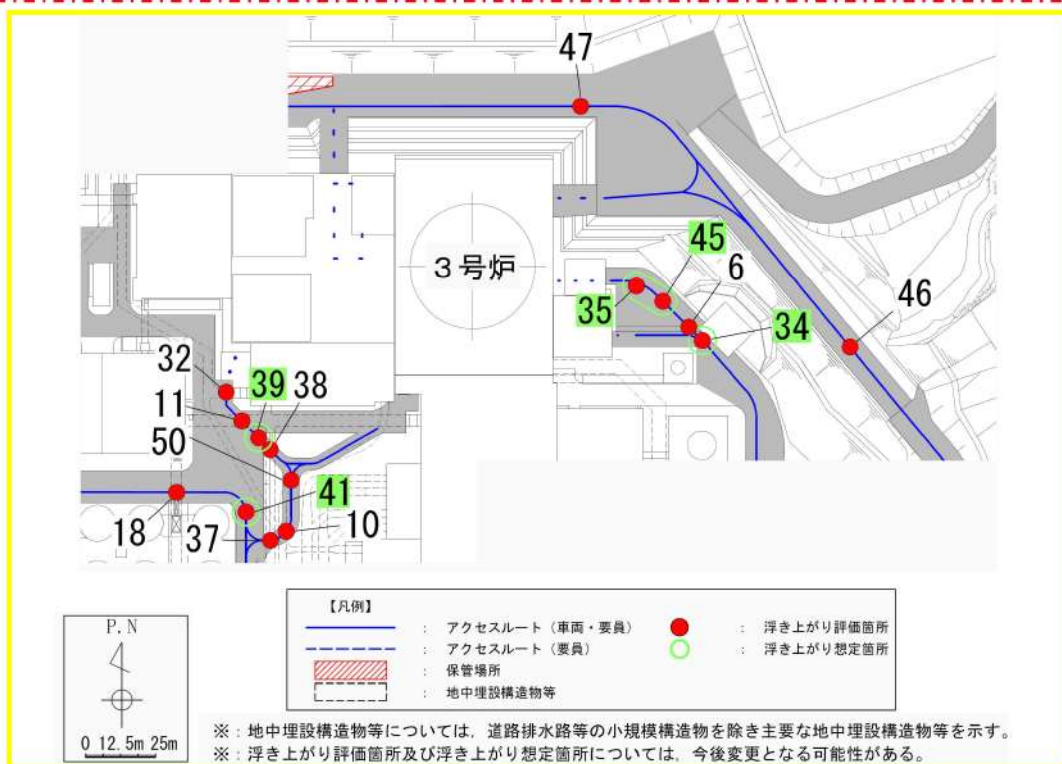 47
3号炉
45
6
35
34
46
32
39
38
11
50
41
18
37
10
P.N
0 12.5m 25m
【凡例】
： アクセスルート（車両・要員）
： 浮き上がり評価箇所
： アクセスルート（要員）
： 浮き上がり想定箇所
： 保管場所
： 地中埋設構造物等
※：地中埋設構造物等については，道路排水路等の小規模構造物を除き主要な地中埋設構造物等を示す。
※：浮き上がり評価箇所及び浮き上がり想定箇所については，今後変更となる可能性がある。